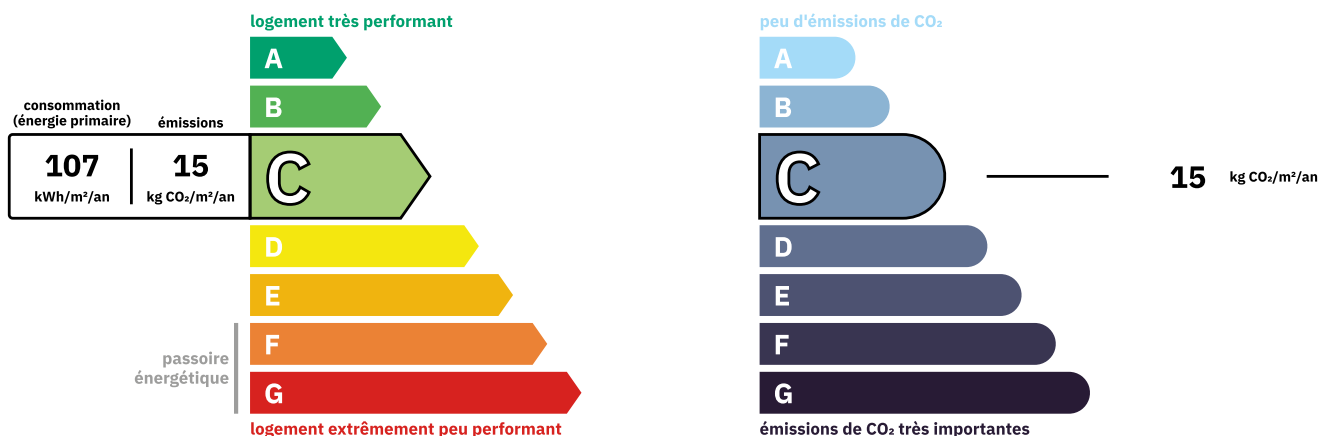 logement très performant
A
B
consommation
(énergie primaire)
émissions
107
kWh/m²/an
15
kg CO₂/m²/an
C
D
E
F
G
passoire
énergétique
logement extrêmement peu performant
peu d'émissions de CO₂
A
B
C
15
kg CO₂/m²/an
D
E
F
G
émissions de CO₂ très importantes